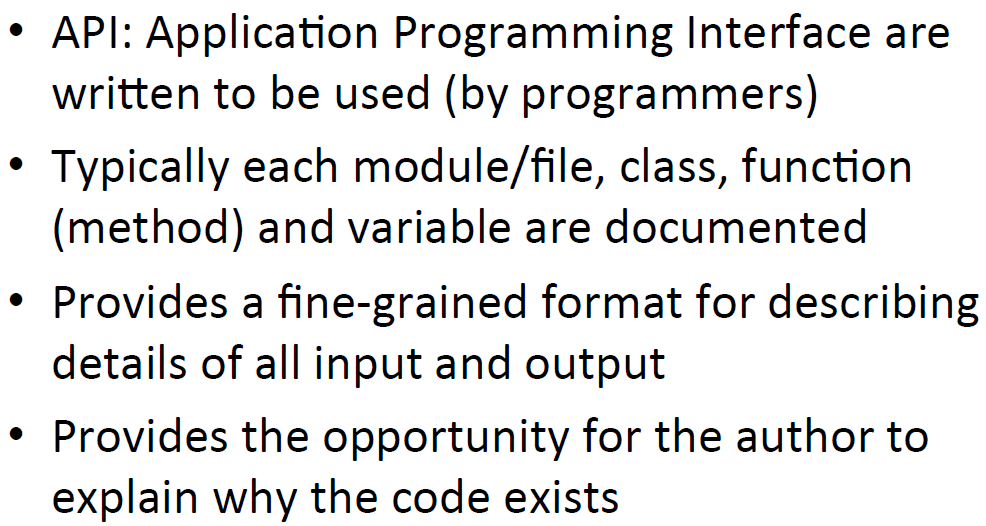 • API: Application Programming Interface are
written to be used (by programmers)
• Typically each module/file, class, function
(method) and variable are documented
• Provides a fine-grained format for describing
details of all input and output
• Provides the opportunity for the author to
explain why the code exists